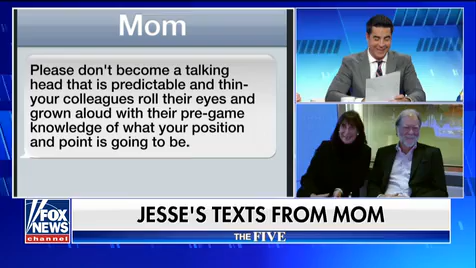 Mom
Please don't become a talking
head that is predictable and thin-
your colleagues roll their eyes and
grown aloud with their pre-game
knowledge of what your position
and point is going to be.
FOX
NEWS
channel
JESSE'S TEXTS FROM MOM
THE FIVE